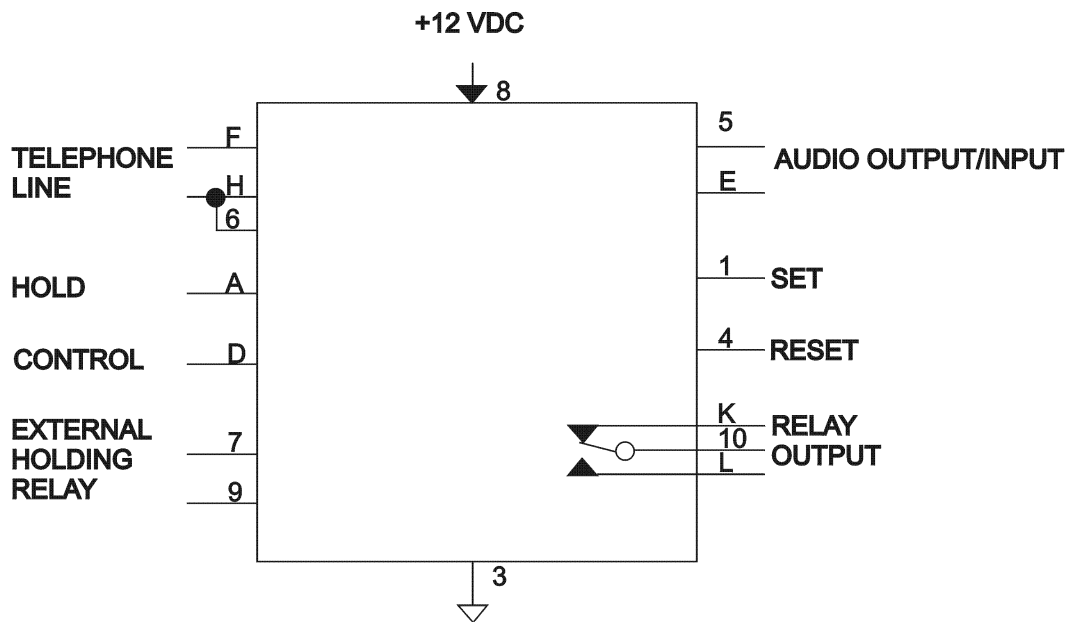 +12 VDC
8
F
TELEPHONE
LINE
H
6
HOLD
A
CONTROL
D
EXTERNAL
HOLDING
RELAY
7
9
5
AUDIO OUTPUT/INPUT
E
1
SET
4
RESET
K
RELAY
10
OUTPUT
L
3